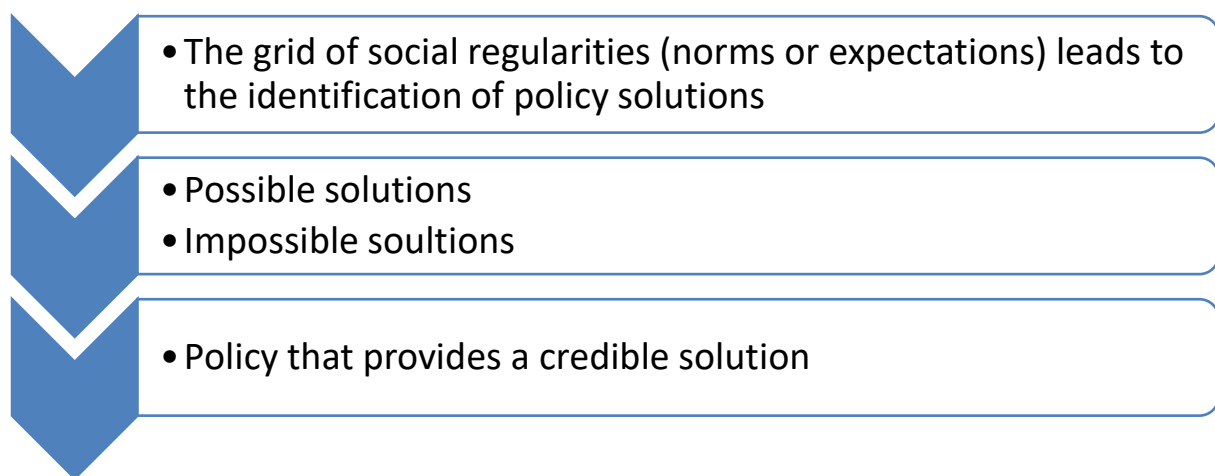 •The grid of social regularities (norms or expectations) leads to
the identification of policy solutions
•Possible solutions
•Impossible soultions
•Policy that provides a credible solution